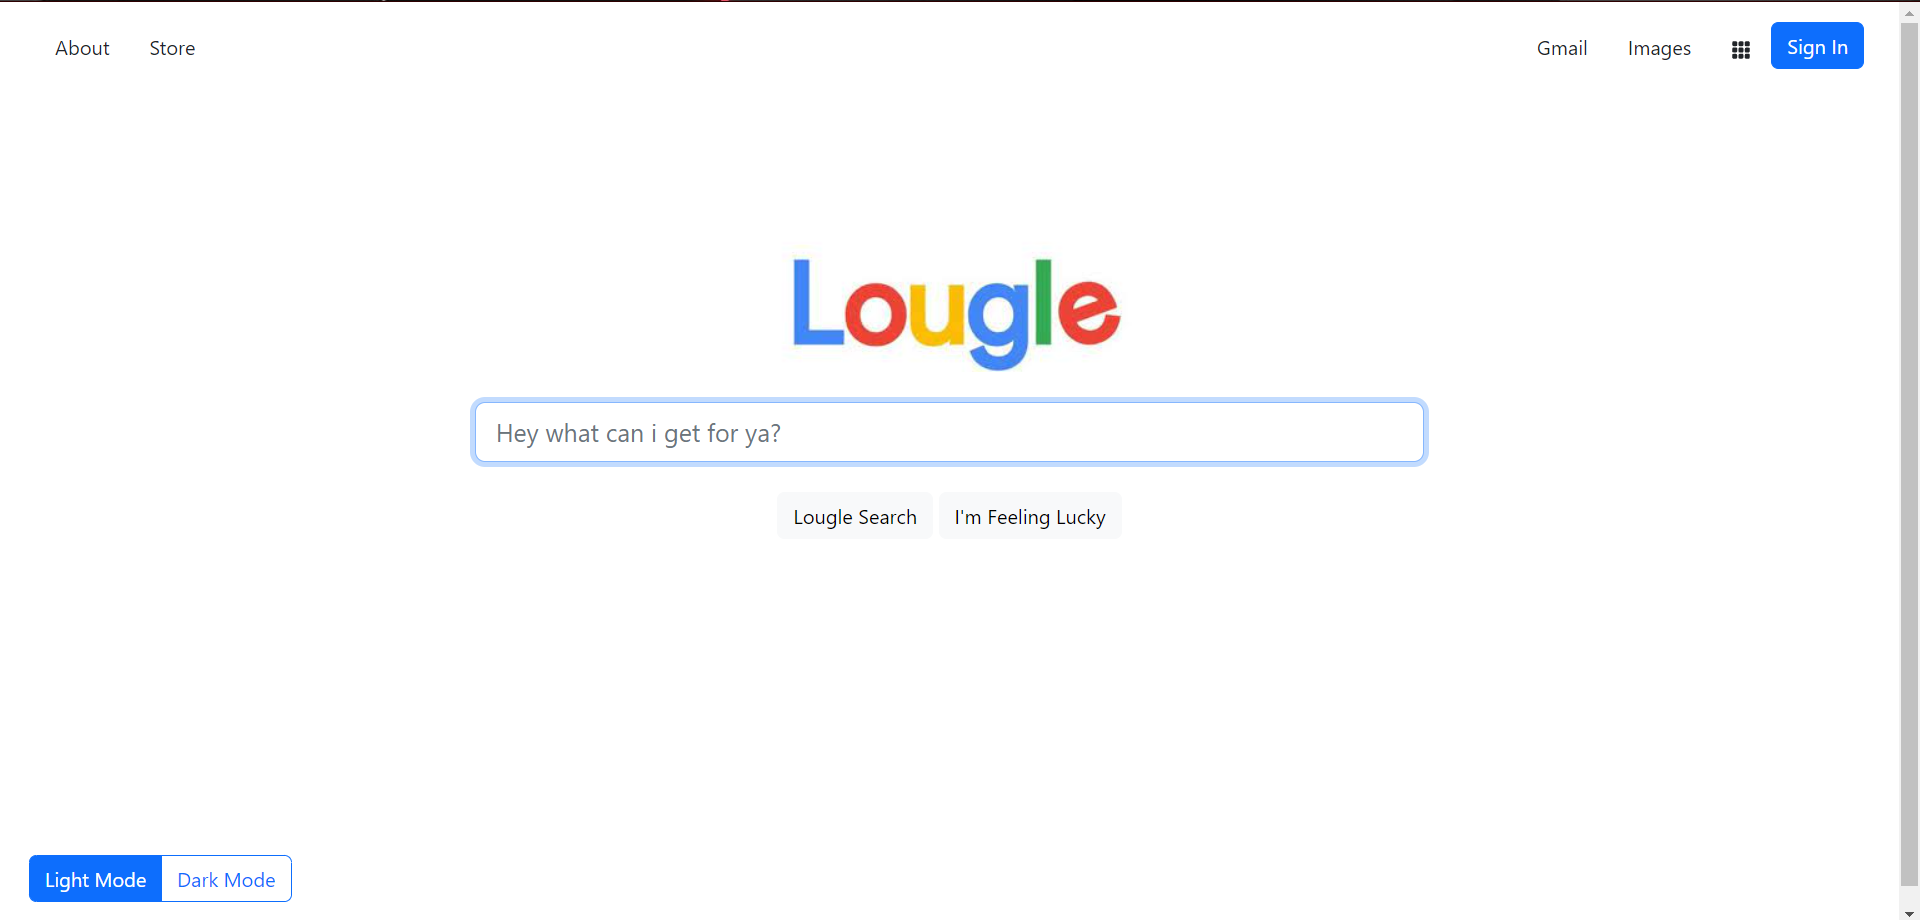 About Store Gmail Images Sign In
Lougle
Hey what can i get for ya?
Lougle Search I'm Feeling Lucky
Light Mode Dark Mode